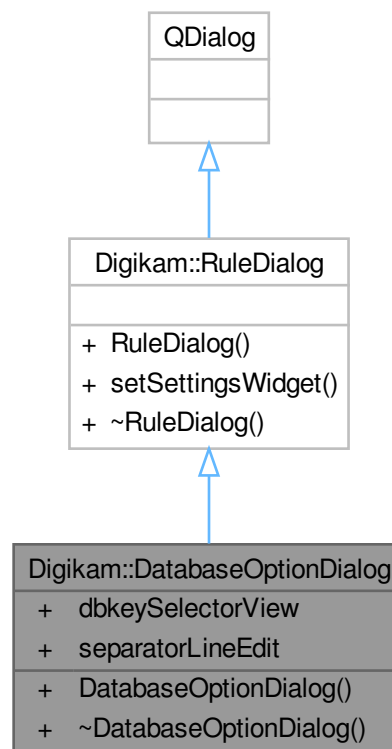 QDialog
Digikam::RuleDialog
+ RuleDialog()
+ setSettingsWidget()
+ ~RuleDialog()
Digikam::DatabaseOptionDialog
+ dbkeySelectorView
+ separatorLineEdit
+ DatabaseOptionDialog()
+ ~DatabaseOptionDialog()